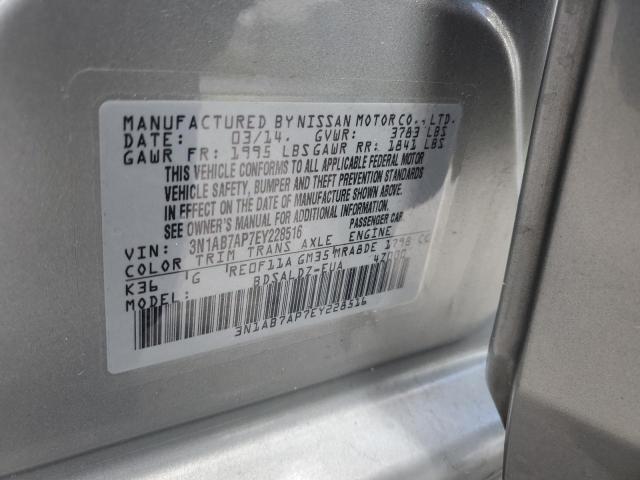 MANUFACTURED BY NISSAN MOTOR CO., LTD.
DATE: 03/14. GVWR: 3783 LBS
GAWR FR: 1995 LBS GAWR RR: 1841 LBS
THIS VEHICLE CONFORMS TO ALL APPLICABLE FEDERAL MOTOR
VEHICLE SAFETY, BUMPER AND THEFT PREVENTION STANDARDS
IN EFFECT ON THE DATE OF MANUFACTURE SHOWN ABOVE.
SEE OWNER'S MANUAL FOR ADDITIONAL INFORMATION.
VIN: 3N1AB7AP7EY228516 PASSENGER CAR
COLOR TRIM TRANS AXLE ENGINE
K36 G RE0F11A GM35 MRA8DE 1798 CC
MODEL: BDSALDZ-EUA
3N1AB7AP7EY228516